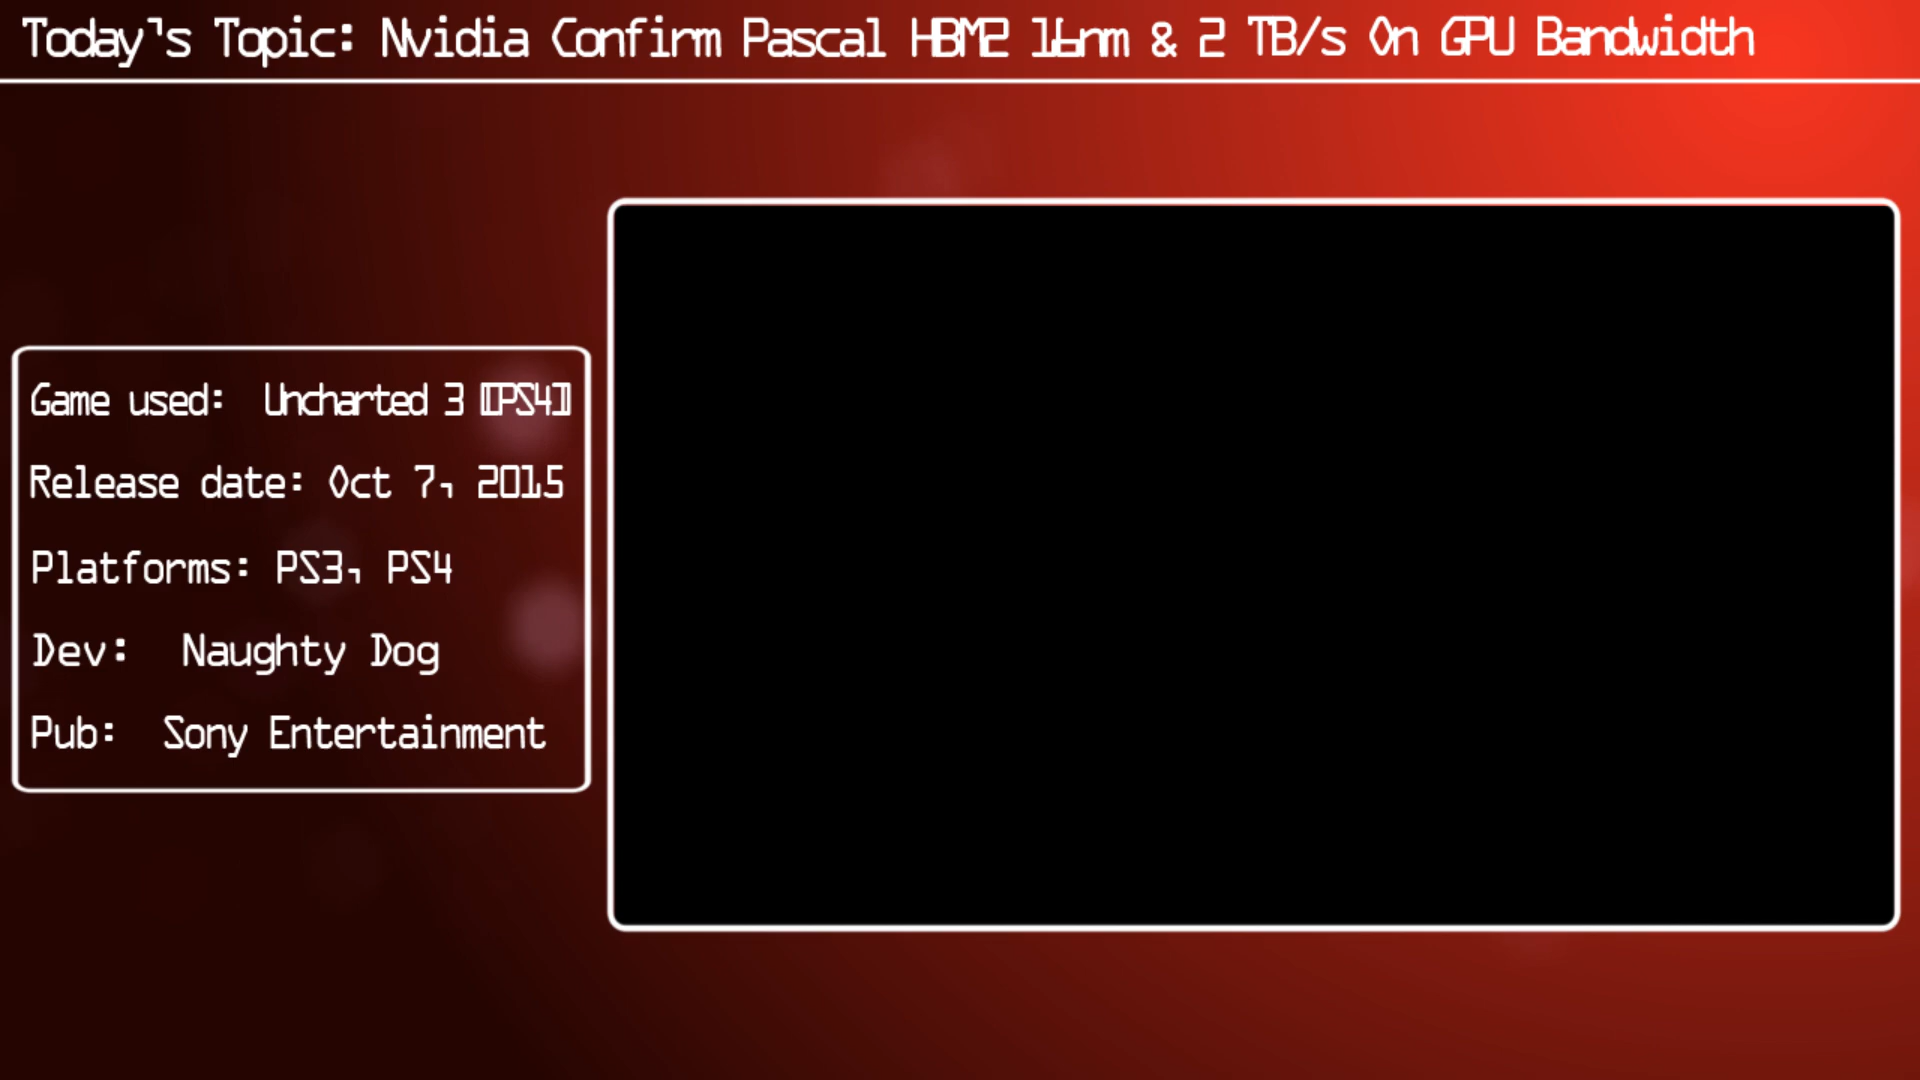 Today's Topic: Nvidia Confirm Pascal HBM2 16nm & 2 TB/s On GPU Bandwidth
Game used: Uncharted 3 [PS4]
Release date: Oct 7, 2015
Platforms: PS3, PS4
Dev: Naughty Dog
Pub: Sony Entertainment